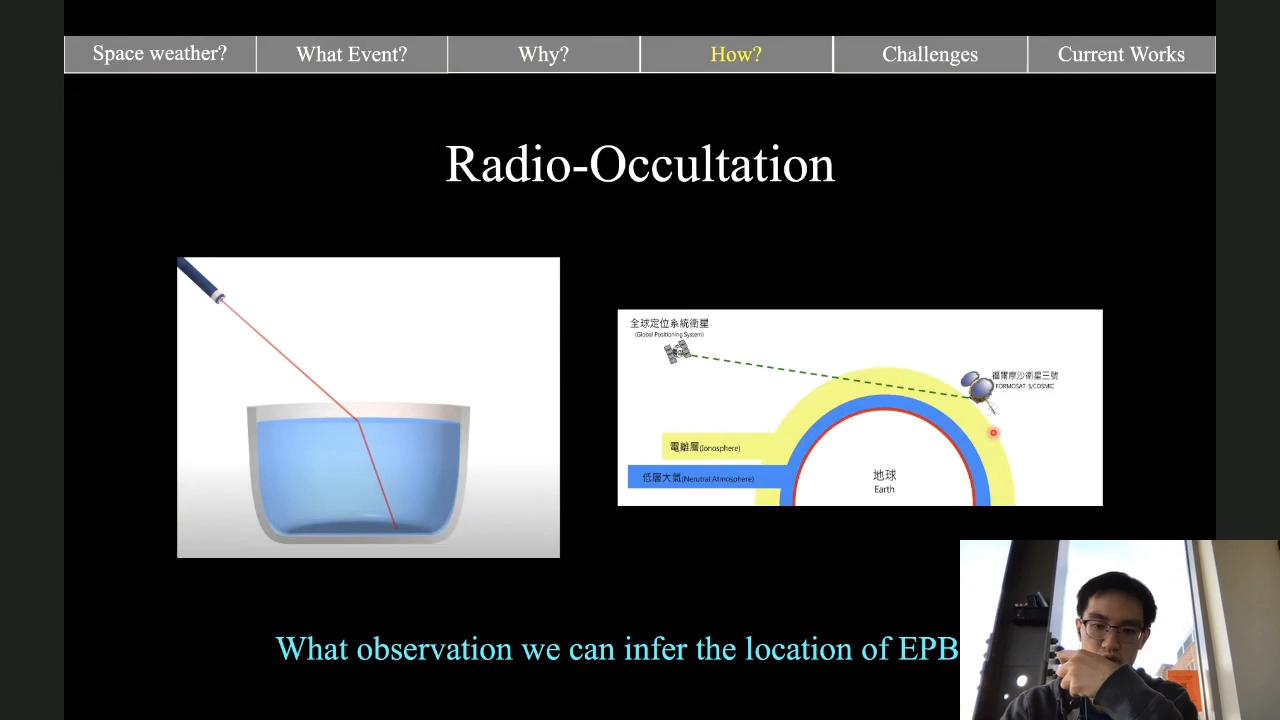 Space weather?
What Event?
Why?
How?
Challenges
Current Works
Radio-Occultation
全球定位系統衛星
(Global Positioning System)
福爾摩沙衛星三號
FORMOSAT-3/COSMIC
電離層(Ionosphere)
低層大氣(Nerutral Atmosphere)
地球
Earth
What observation we can infer the location of EPB